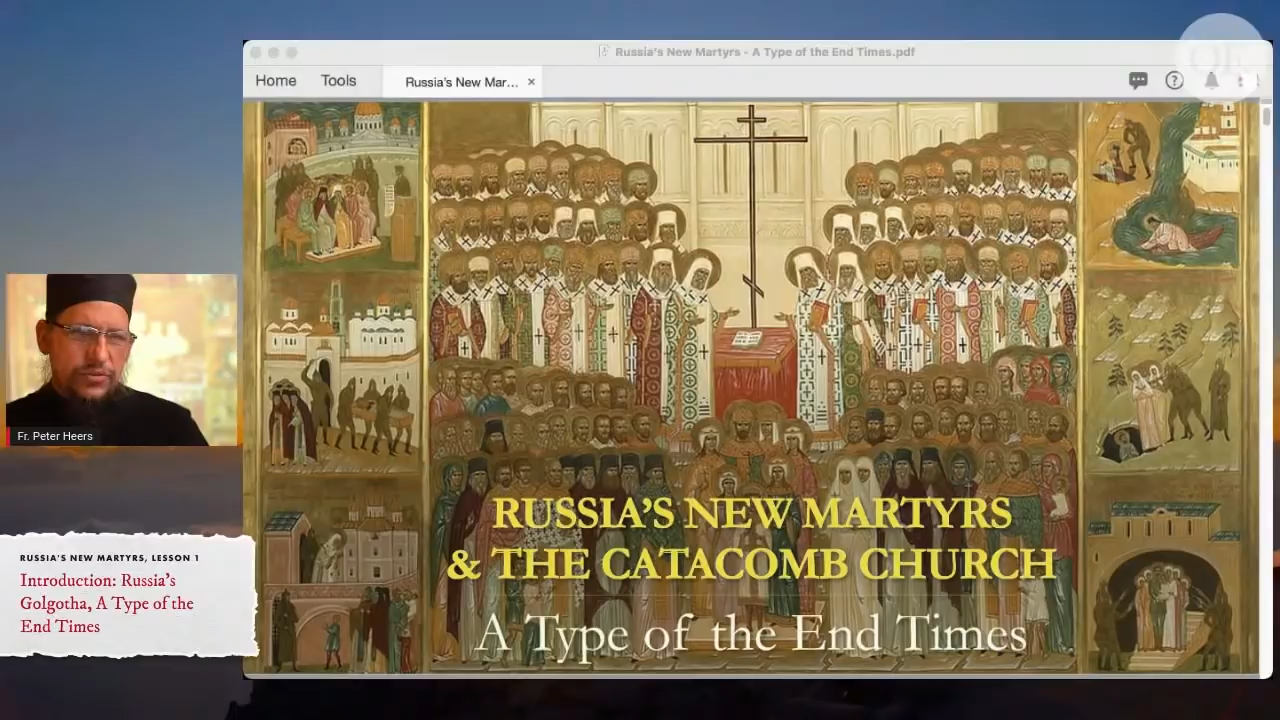 Russia's New Martyrs - A Type of the End Times.pdf
Home Tools Russia's New Mar... ×
RUSSIA'S NEW MARTYRS
& THE CATACOMB CHURCH
A Type of the End Times
Fr. Peter Heers
RUSSIA'S NEW MARTYRS, LESSON 1
Introduction: Russia's
Golgotha, A Type of the
End Times